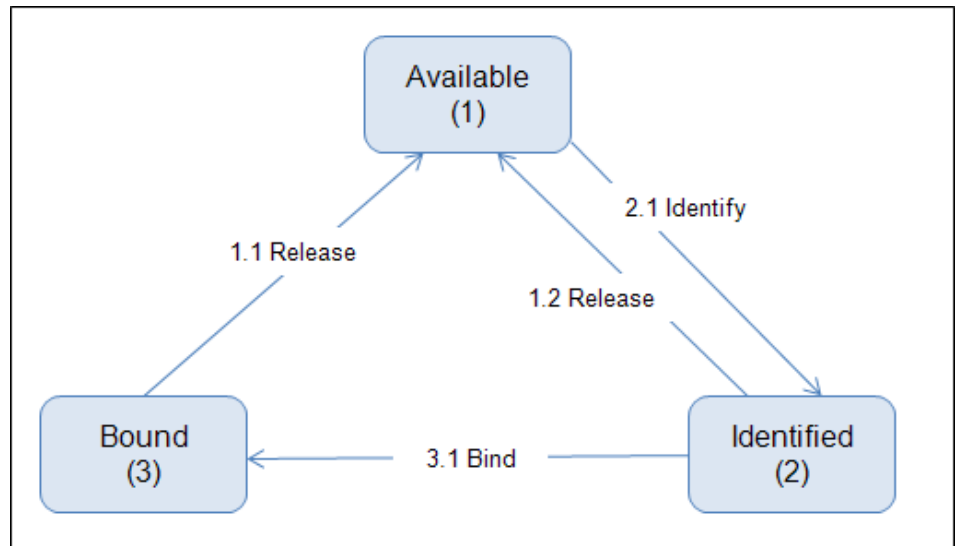 Available
(1)
2.1 Identify
1.1 Release
1.2 Release
Bound
(3)
3.1 Bind
Identified
(2)